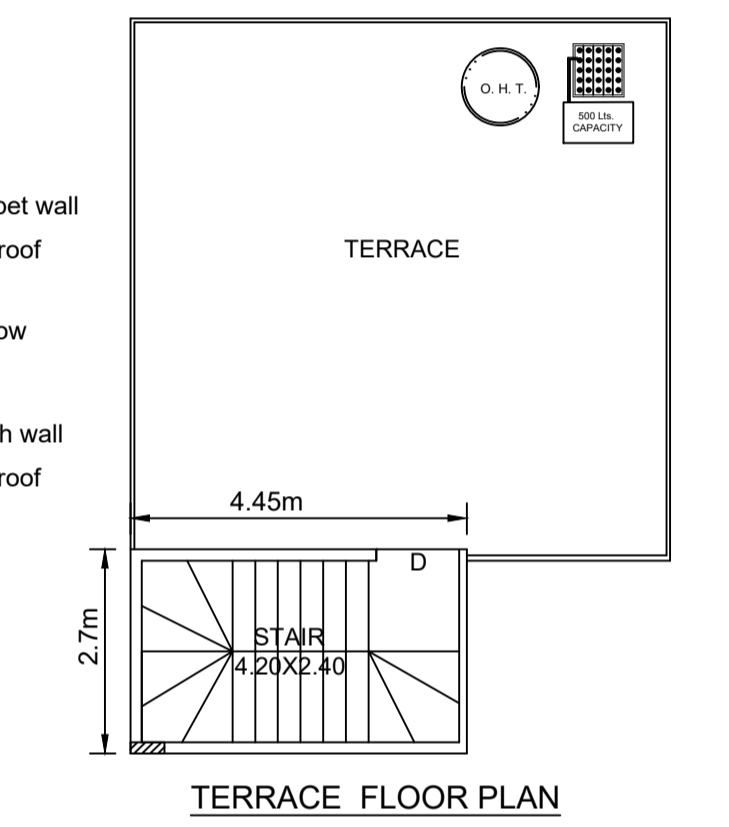 O. H. T.
500 Lts.
CAPACITY
pet wall
roof
TERRACE
ow
h wall
roof
4.45m
D
2.7m
STAIR
4.20X2.40
TERRACE FLOOR PLAN